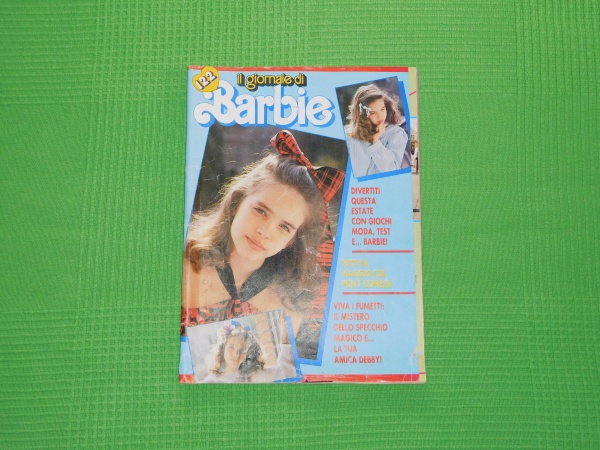 122
Il giornale di
Barbie
DIVERTITI
QUESTA
ESTATE
CON GIOCHI
MODA, TEST
E... BARBIE!
VIVA I FUMETTI:
IL MISTERO
DELLO SPECCHIO
MAGICO E...
LA TUA
AMICA DEBBY!